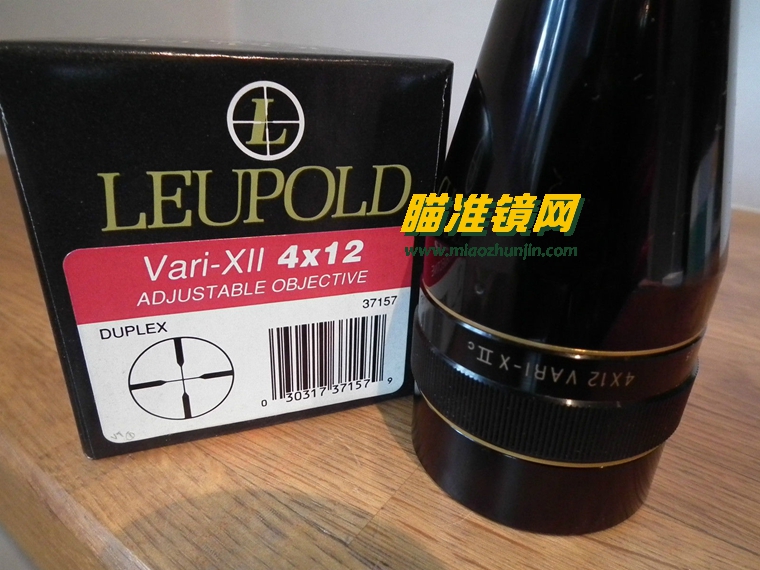 L
LEUPOLD
Vari-XII 4x12
ADJUSTABLE OBJECTIVE
37157
DUPLEX
0 30317 37157 9
瞄准镜网
www.miaozhunjin.com
4X12 VARI-X II c